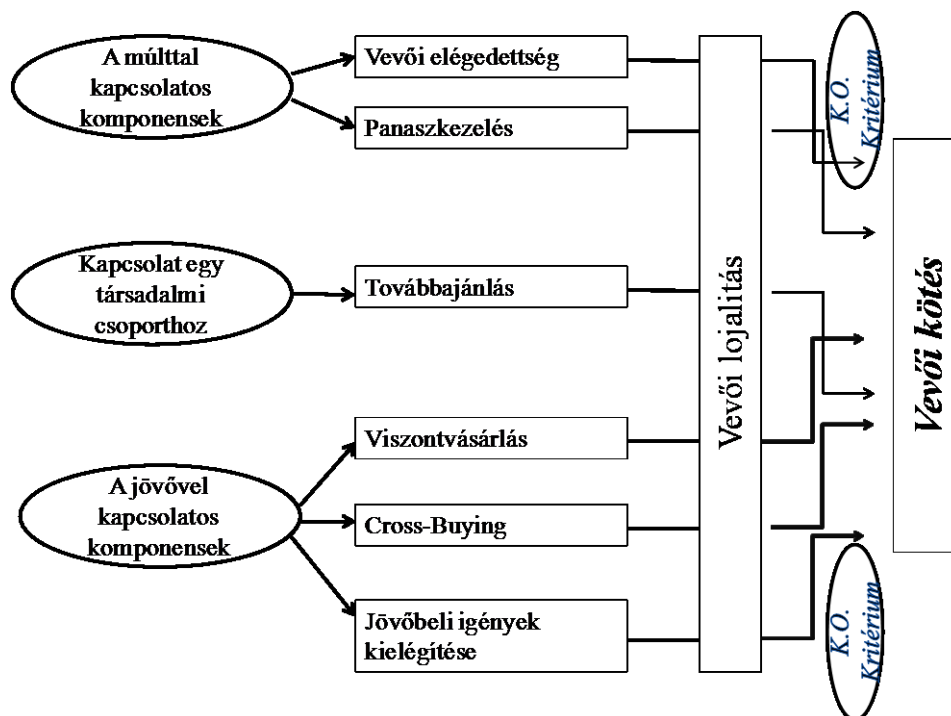 A múlttal
kapcsolatos
komponensek
Vevői elégedettség
Panaszkezelés
Kapcsolat egy
társadalmi
csoporthoz
Továbbajánlás
A jövővel
kapcsolatos
komponensek
Viszontvásárlás
Cross-Buying
Jövőbeli igények
kielégítése
Vevői lojalitás
K.O.
Kritérium
K.O.
Kritérium
Vevői kötés